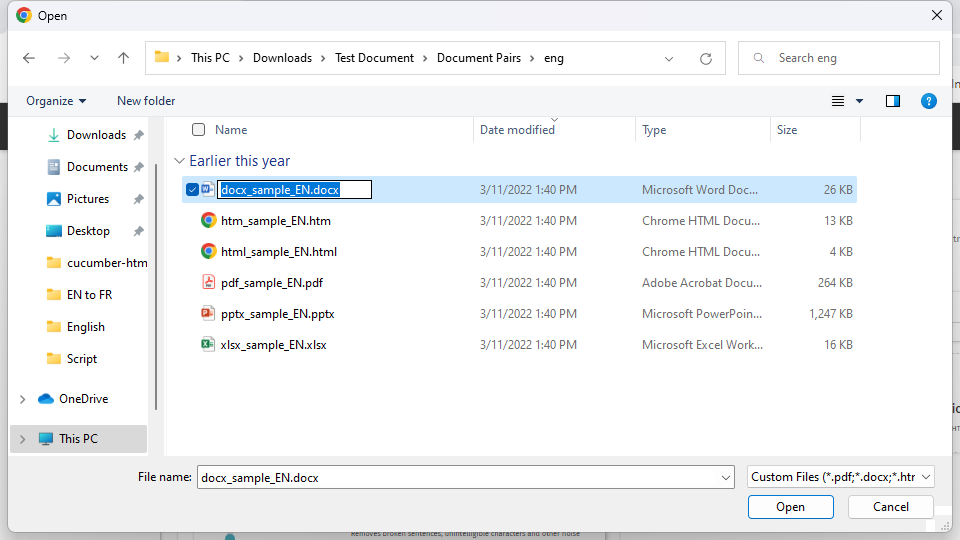 Open
This PC > Downloads > Test Document > Document Pairs > eng
Search eng
Organize
New folder
Name
Date modified
Type
Size
Downloads
Documents
Pictures
Desktop
cucumber-htm
EN to FR
English
Script
OneDrive
This PC
Earlier this year
docx_sample_EN.docx 3/11/2022 1:40 PM Microsoft Word Doc... 26 KB
htm_sample_EN.htm 3/11/2022 1:40 PM Chrome HTML Docu... 13 KB
html_sample_EN.html 3/11/2022 1:40 PM Chrome HTML Docu... 4 KB
pdf_sample_EN.pdf 3/11/2022 1:40 PM Adobe Acrobat Docu... 264 KB
pptx_sample_EN.pptx 3/11/2022 1:40 PM Microsoft PowerPoin... 1,247 KB
xlsx_sample_EN.xlsx 3/11/2022 1:40 PM Microsoft Excel Work... 16 KB
File name: docx_sample_EN.docx
Custom Files (*.pdf;*.docx;*.htr
Open
Cancel
Removes broken sentences, unintelligible characters and other noise